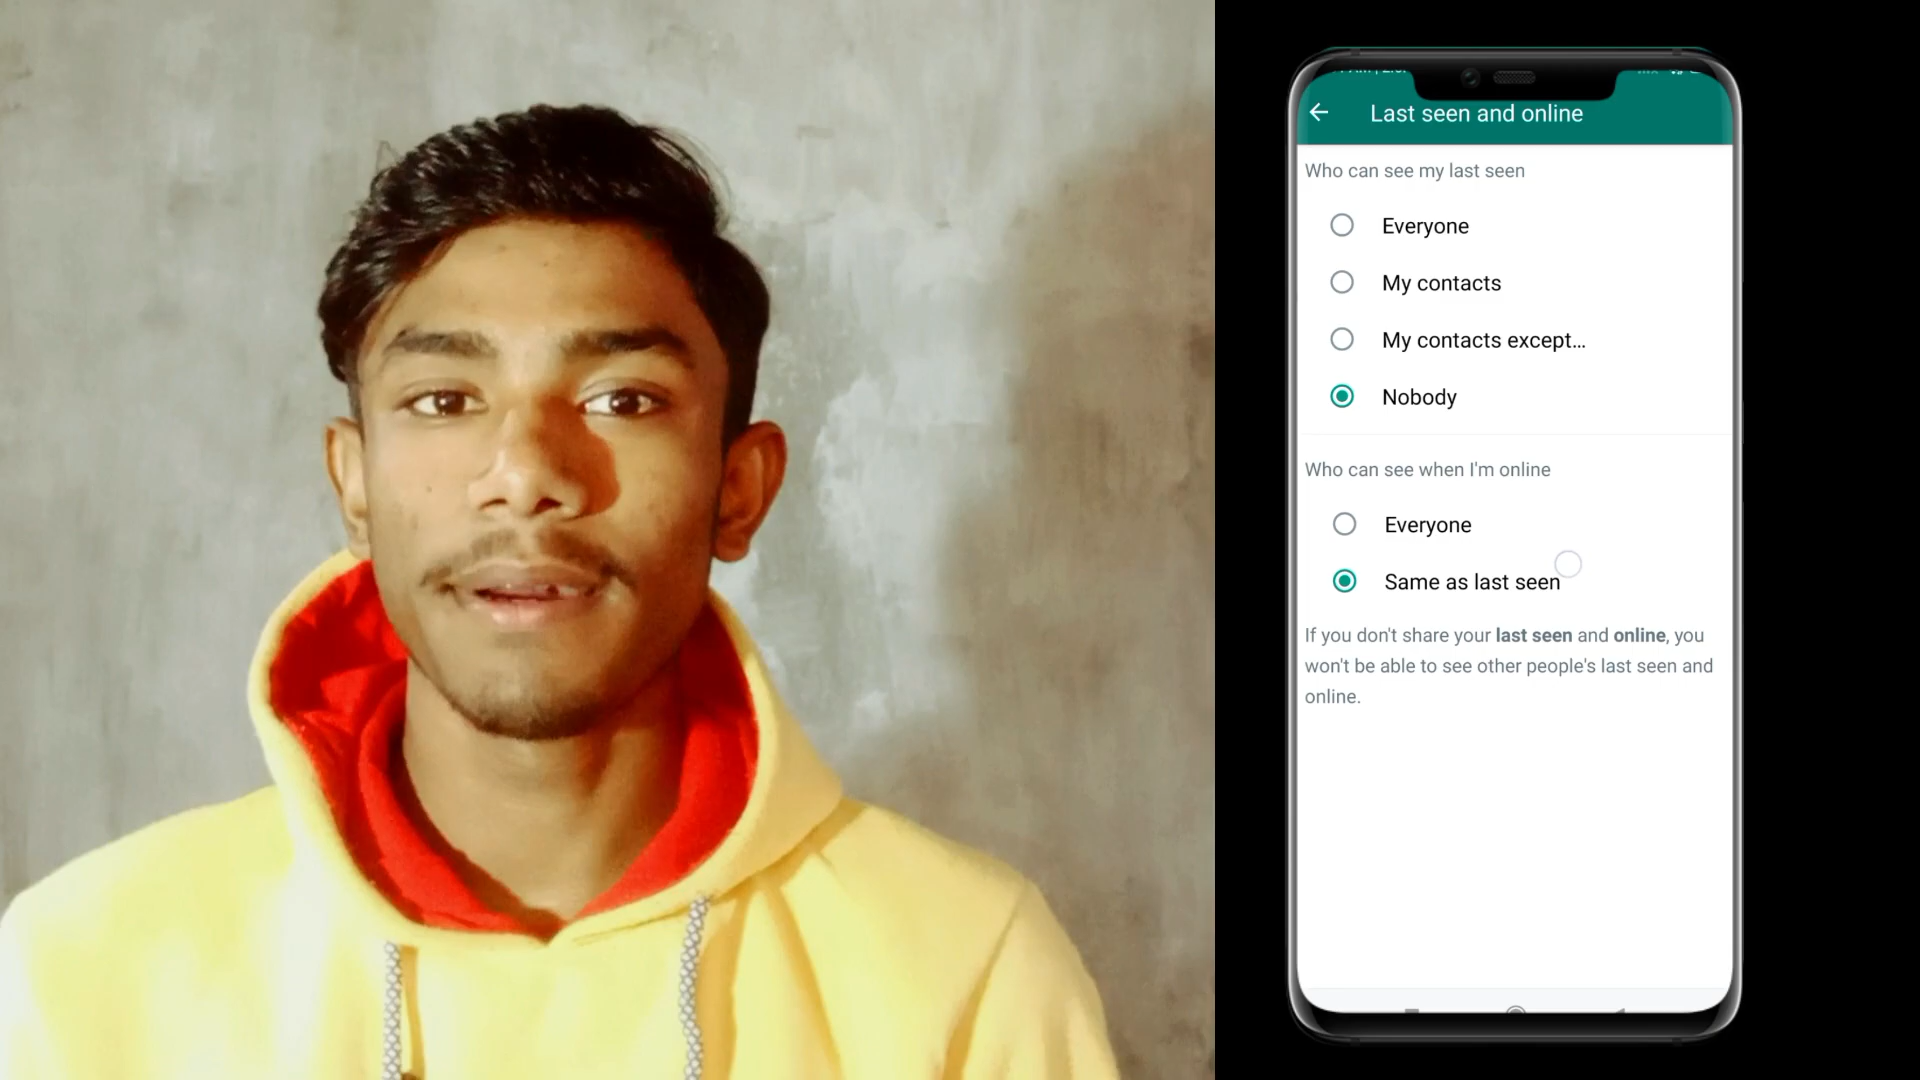 Last seen and online
Who can see my last seen
Everyone
My contacts
My contacts except...
Nobody
Who can see when I'm online
Everyone
Same as last seen
If you don't share your last seen and online, you
won't be able to see other people's last seen and
online.